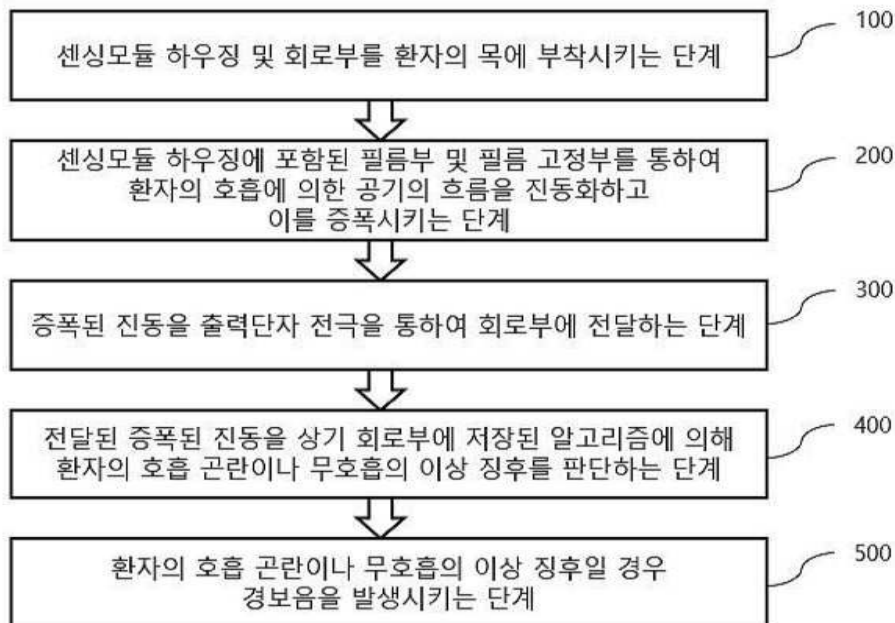 100
센싱모듈 하우징 및 회로부를 환자의 목에 부착시키는 단계
200
센싱모듈 하우징에 포함된 필름부 및 필름 고정부를 통하여
환자의 호흡에 의한 공기의 흐름을 진동화하고
이를 증폭시키는 단계
300
증폭된 진동을 출력단자 전극을 통하여 회로부에 전달하는 단계
400
전달된 증폭된 진동을 상기 회로부에 저장된 알고리즘에 의해
환자의 호흡 곤란이나 무호흡의 이상 징후를 판단하는 단계
500
환자의 호흡 곤란이나 무호흡의 이상 징후일 경우
경보음을 발생시키는 단계